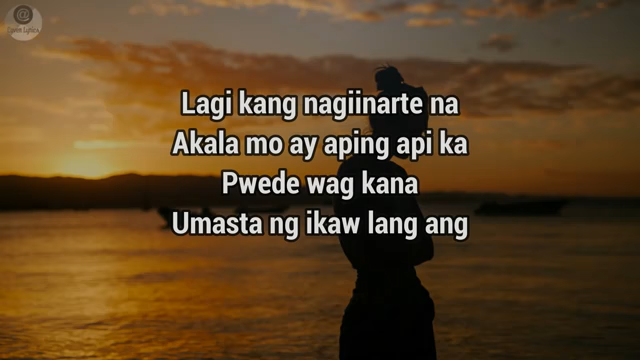 Lagi kang nagiinarte na
Akala mo ay aping api ka
Pwede wag kana
Umasta ng ikaw lang ang